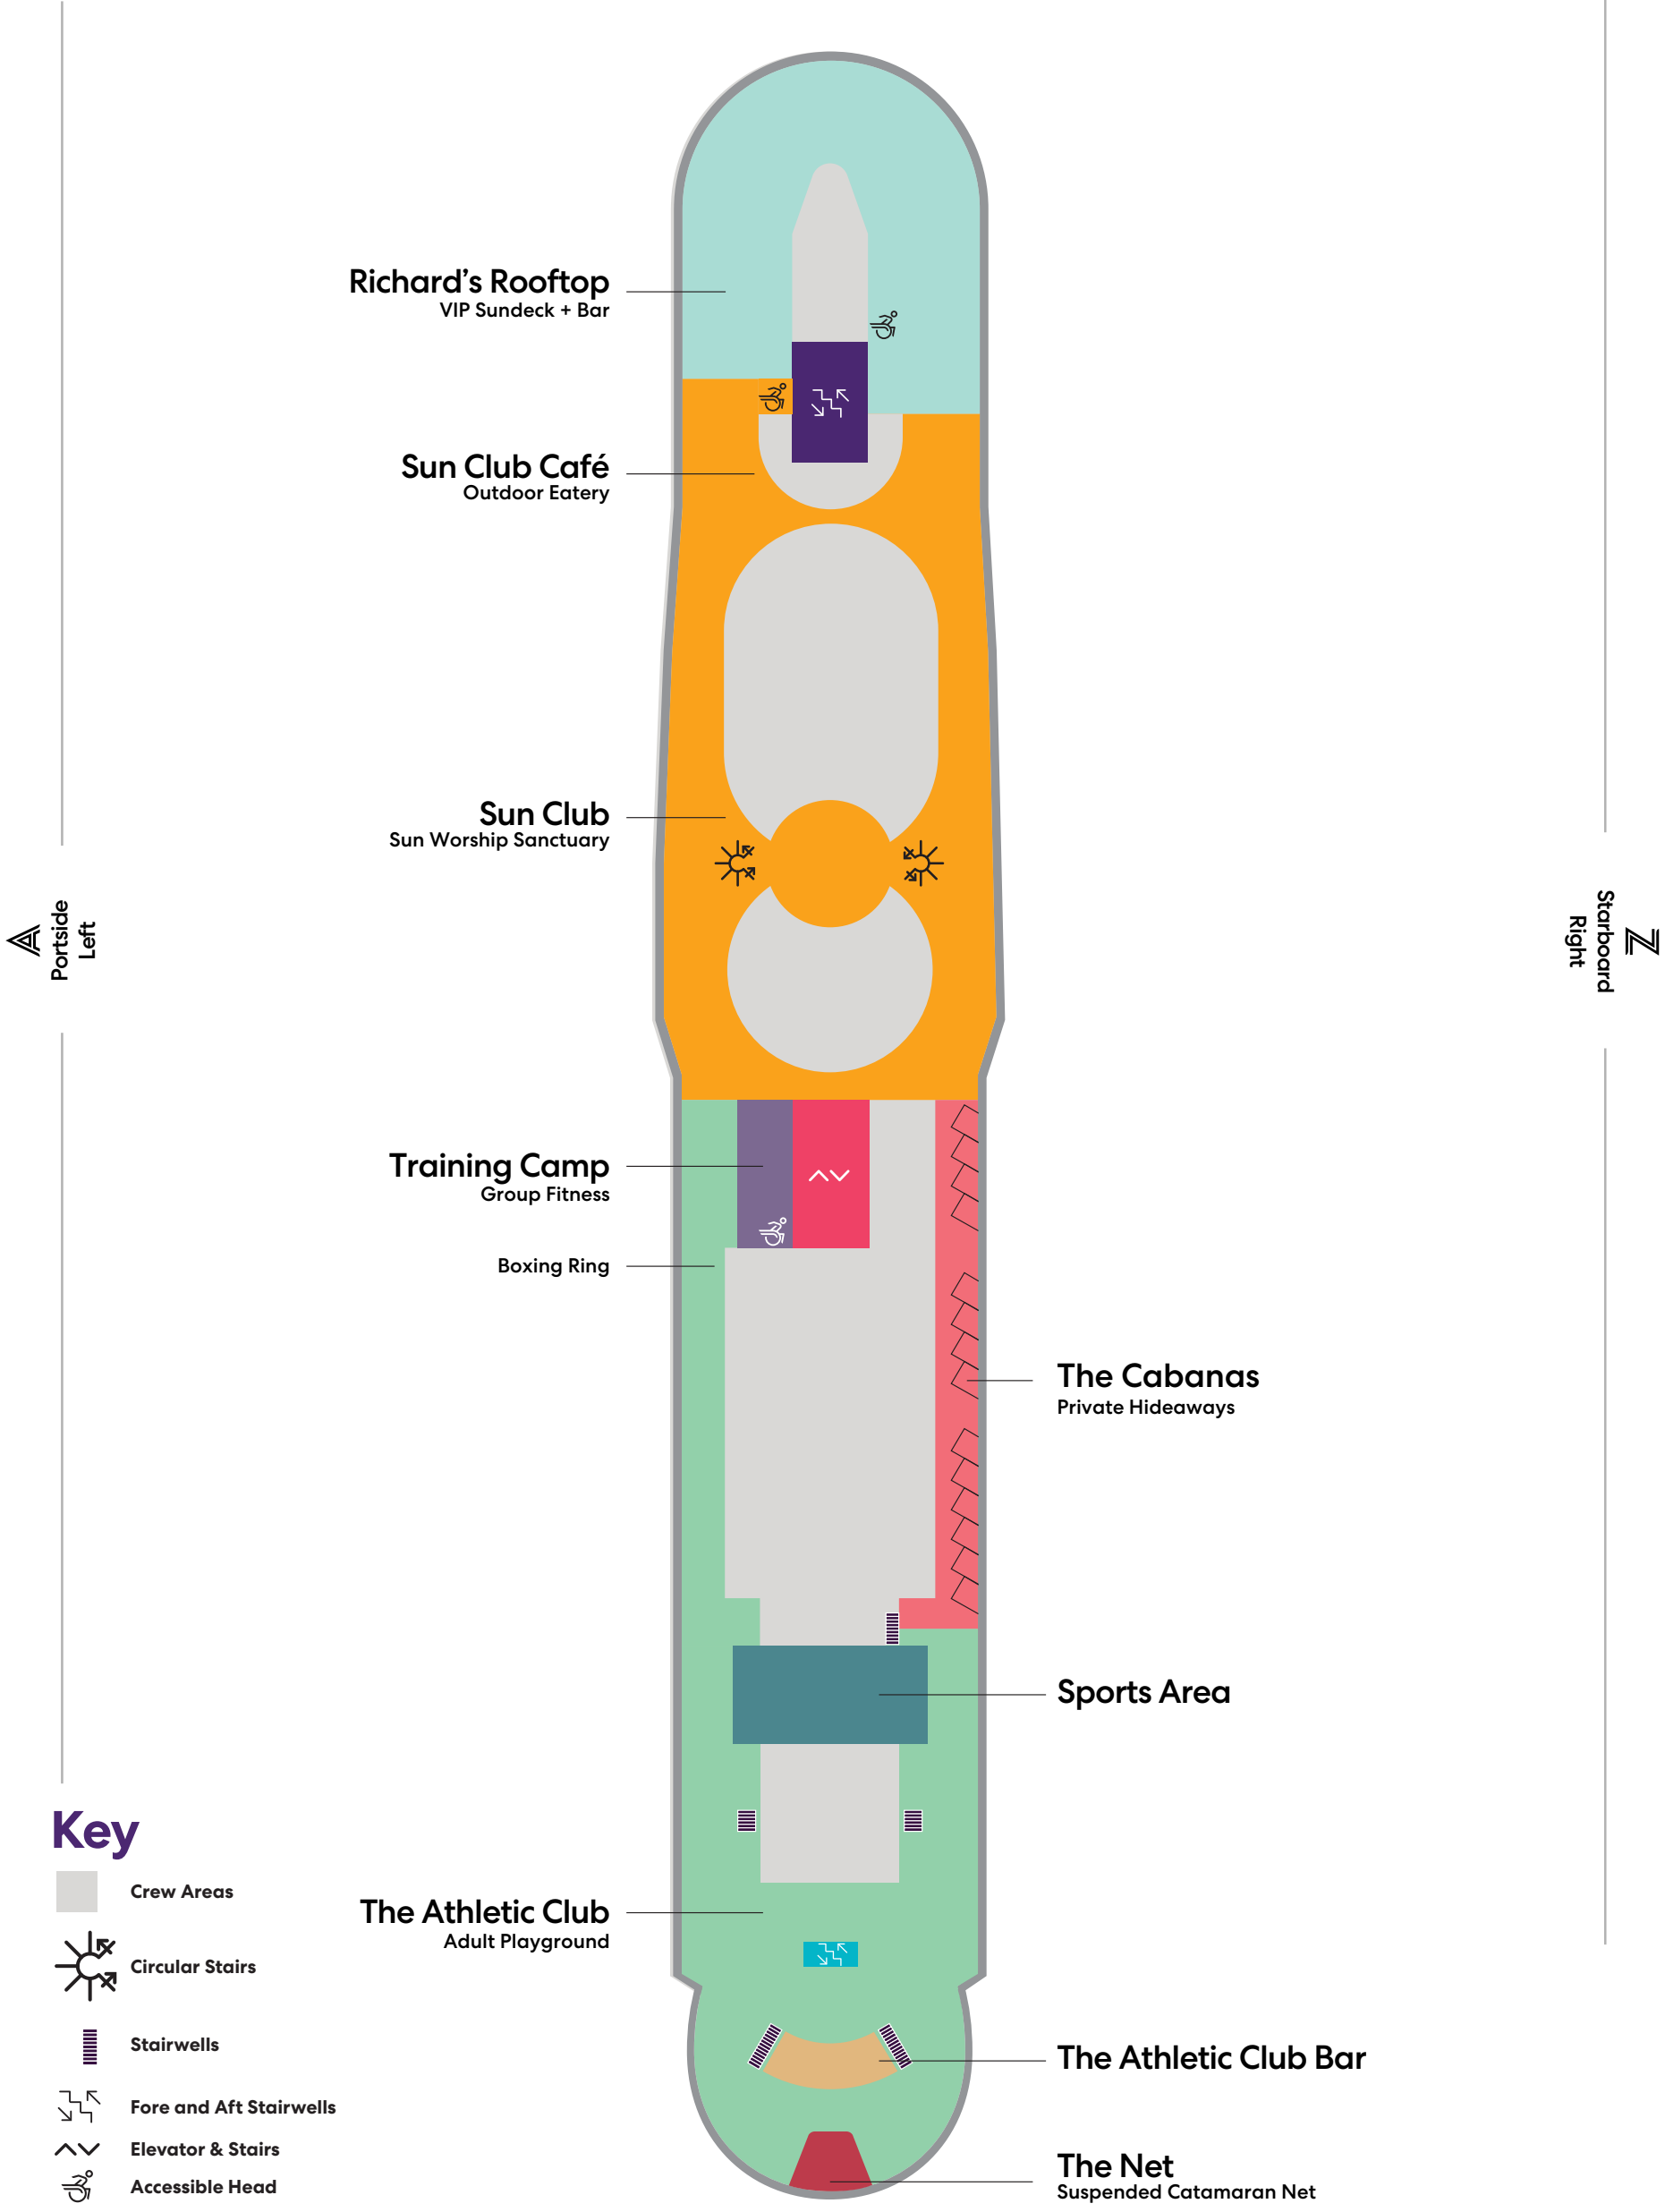 Richard’s Rooftop
VIP Sundeck + Bar
Sun Club Café
Outdoor Eatery
Sun Club
Sun Worship Sanctuary
A
Portside
Left
Z
Starboard
Right
Training Camp
Group Fitness
Boxing Ring
The Cabanas
Private Hideaways
Sports Area
The Athletic Club
Adult Playground
The Athletic Club Bar
The Net
Suspended Catamaran Net
Key
Crew Areas
Circular Stairs
Stairwells
Fore and Aft Stairwells
Elevator & Stairs
Accessible Head